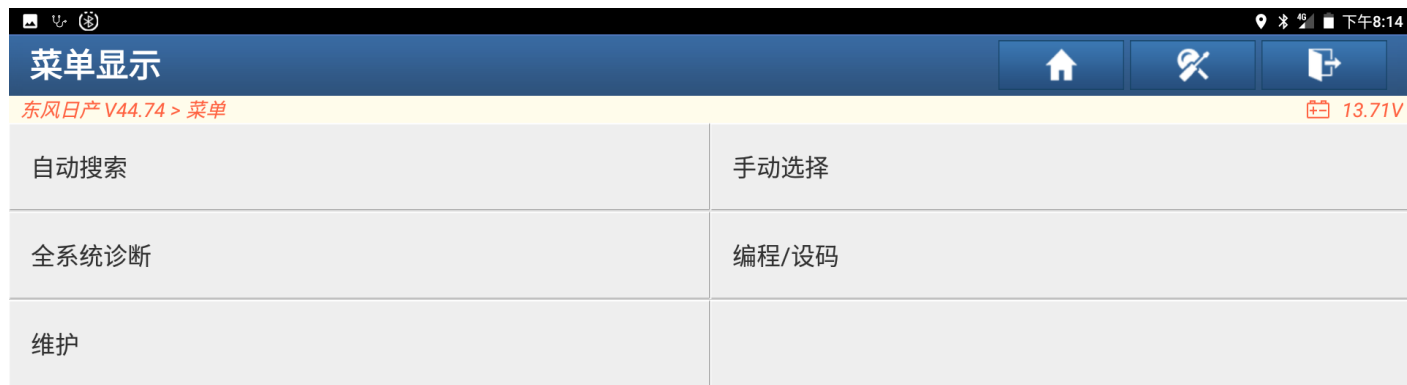 4G 下午8:14
菜单显示
东风日产 V44.74 > 菜单 13.71V
自动搜索 手动选择
全系统诊断 编程/设码
维护